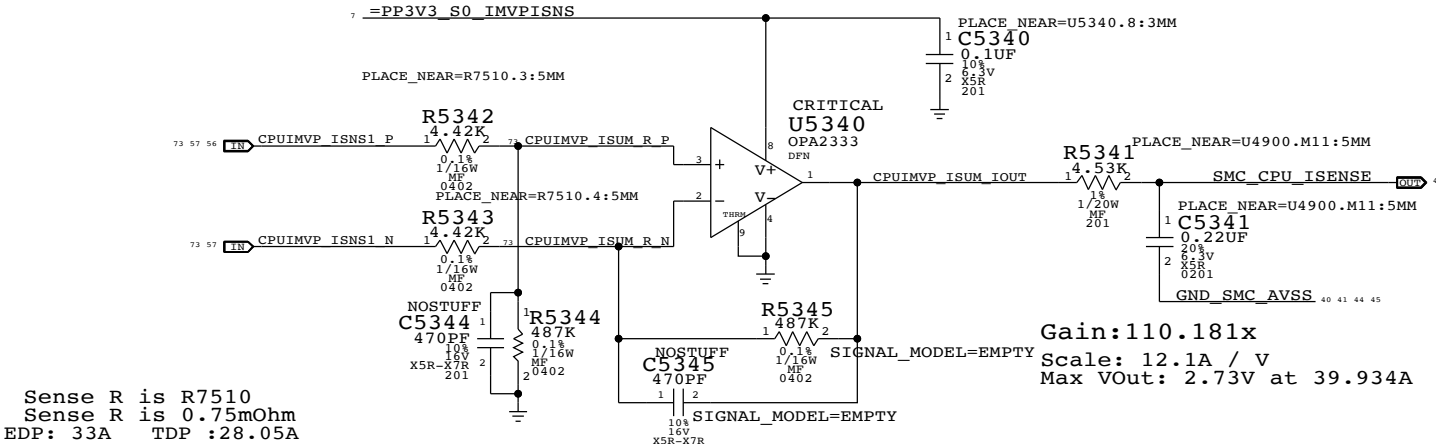 7 =PP3V3_S0_IMVPISNS
PLACE_NEAR=U5340.8:3MM
1
C5340
0.1UF
10%
6.3V
2 X5R
201
PLACE_NEAR=R7510.3:5MM
CRITICAL
U5340
OPA2333
DFN
R5342
4.42K
73 57 56 IN CPUIMVP_ISNS1_P 1 2 73 CPUIMVP_ISUM_R_P
0.1%
1/16W
MF
0402
3 + V+ 8
1
2 - V- 4
THRM
9
CPUIMVP_ISUM_IOUT
PLACE_NEAR=U4900.M11:5MM
R5341
4.53K
1 2
1%
1/20W
MF
201
SMC_CPU_ISENSE OUT 4
PLACE_NEAR=R7510.4:5MM
R5343
4.42K
73 57 IN CPUIMVP_ISNS1_N 1 2 73 CPUIMVP_ISUM_R_N
0.1%
1/16W
MF
0402
PLACE_NEAR=U4900.M11:5MM
1
C5341
0.22UF
20%
6.3V
2 X5R
0201
GND_SMC_AVSS 40 41 44 45
NOSTUFF
C5344 1
470PF
10%
16V 2
X5R-X7R
201
1
R5344
487K
0.1%
1/16W
MF
2 0402
R5345
487K
1 2
0.1%
1/16W
MF
0402
SIGNAL_MODEL=EMPTY
NOSTUFF
C5345
470PF
1 2
10%
16V
X5R-X7R
SIGNAL_MODEL=EMPTY
Gain:110.181x
Scale: 12.1A / V
Max VOut: 2.73V at 39.934A
Sense R is R7510
Sense R is 0.75mOhm
EDP: 33A TDP :28.05A